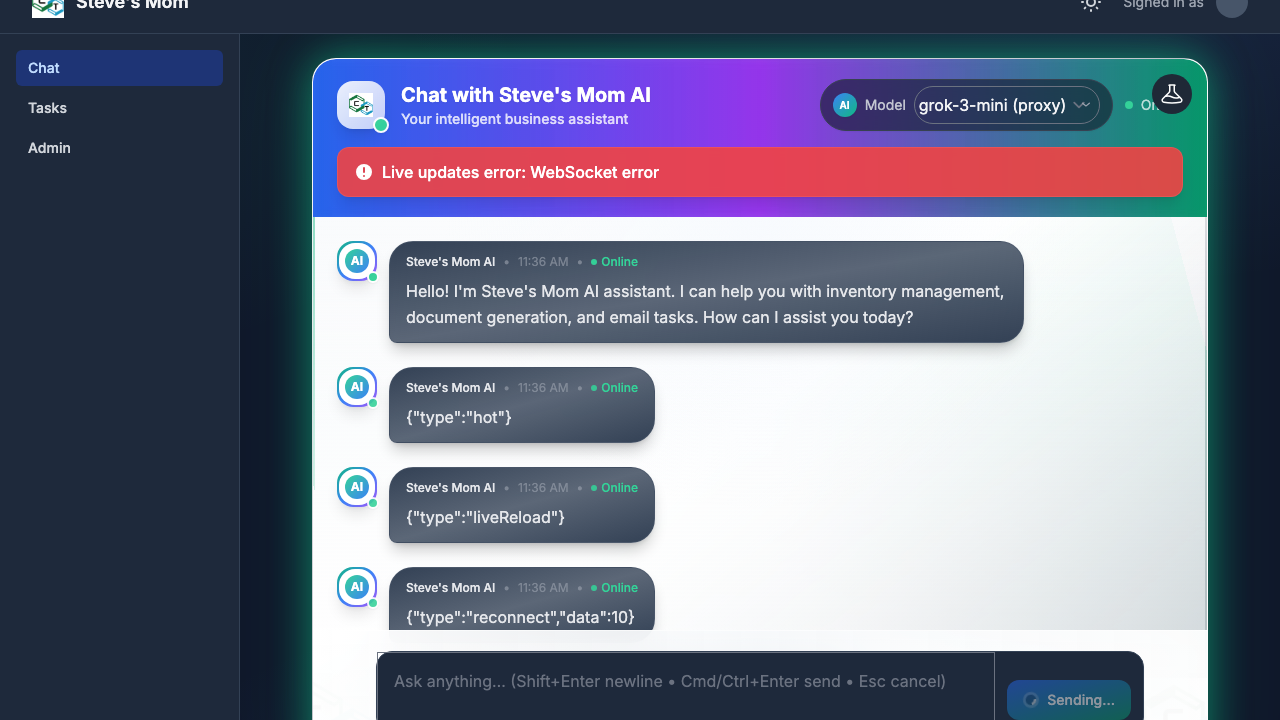 Steve's Mom
Signed in as
Chat
Tasks
Admin
Chat with Steve's Mom AI
Your intelligent business assistant
AI Model grok-3-mini (proxy)
Live updates error: WebSocket error
AI
Steve's Mom AI • 11:36 AM • Online
Hello! I'm Steve's Mom AI assistant. I can help you with inventory management,
document generation, and email tasks. How can I assist you today?
AI
Steve's Mom AI • 11:36 AM • Online
{"type":"hot"}
AI
Steve's Mom AI • 11:36 AM • Online
{"type":"liveReload"}
AI
Steve's Mom AI • 11:36 AM • Online
{"type":"reconnect","data":10}
Ask anything... (Shift+Enter newline • Cmd/Ctrl+Enter send • Esc cancel)
Sending...